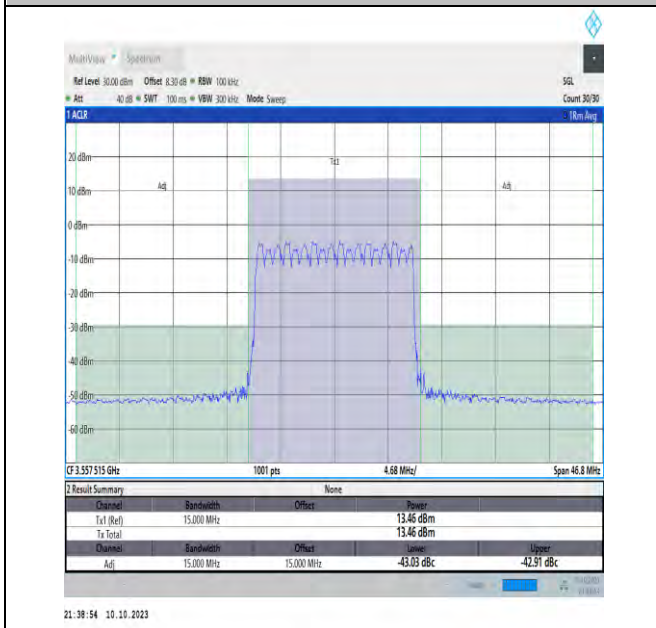 MultiView Spectrum
Ref Level 30.00 dBm Offset 8.30 dB RBW 100 kHz SGL
Att 40 dB SWT 100 ms VBW 300 kHz Mode Sweep Count 30/30
1 ACLR 1Rm Avg
20 dBm
Tx1
10 dBm
Adj Adj
0 dBm
-10 dBm
-20 dBm
-30 dBm
-40 dBm
-50 dBm
-60 dBm
CF 3.557 515 GHz 1001 pts 4.68 MHz/ Span 46.8 MHz
2 Result Summary None
Channel Bandwidth Offset Power
Tx1 (Ref) 15.000 MHz 13.46 dBm
Tx Total 13.46 dBm
Channel Bandwidth Offset Lower Upper
Adj 15.000 MHz 15.000 MHz -43.03 dBc -42.91 dBc
21:38:54 10.10.2023